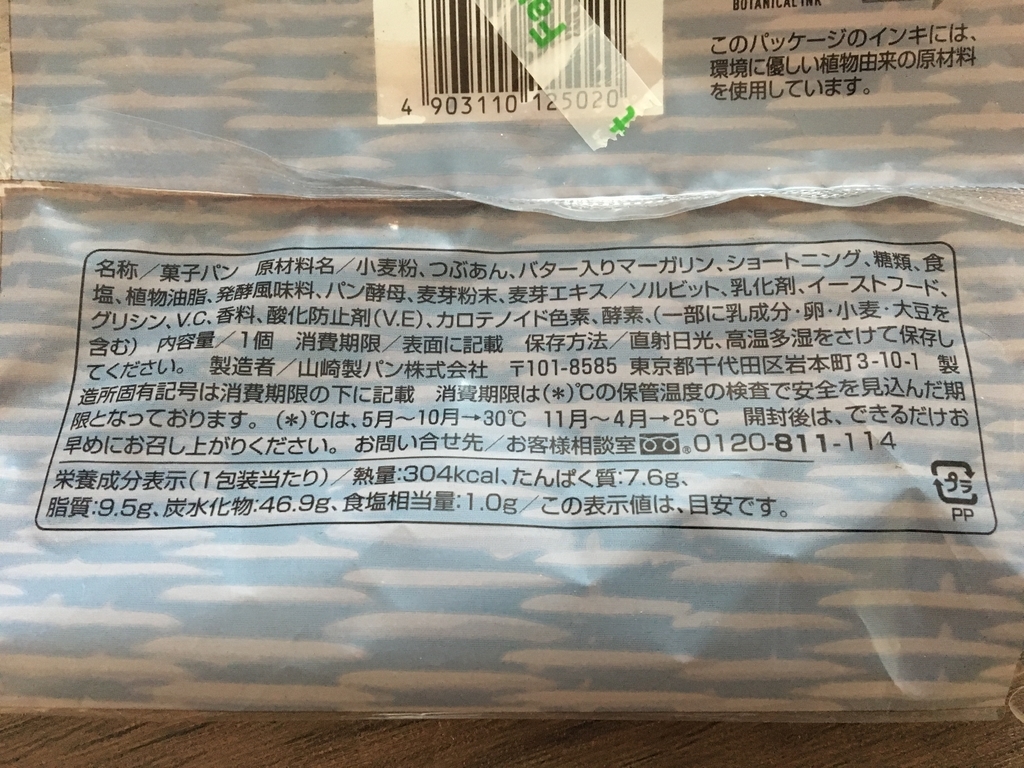 BOTANICAL INK
このパッケージのインキには、
環境に優しい植物由来の原材料
を使用しています。
Fa
4 903110 125020
t
名称／菓子パン 原材料名／小麦粉、つぶあん、バター入りマーガリン、ショートニング、糖類、食
塩、植物油脂、発酵風味料、パン酵母、麦芽粉末、麦芽エキス／ソルビット、乳化剤、イーストフード、
グリシン、V.C、香料、酸化防止剤(V.E)、カロテノイド色素、酵素、(一部に乳成分・卵・小麦・大豆を
含む) 内容量／1個 消費期限／表面に記載 保存方法／直射日光、高温多湿をさけて保存し
てください。 製造者／山崎製パン株式会社 〒101-8585 東京都千代田区岩本町3-10-1 製
造所固有記号は消費期限の下に記載 消費期限は(*)℃の保管温度の検査で安全を見込んだ期
限となっております。(*)℃は、5月～10月→30℃ 11月～4月→25℃ 開封後は、できるだけお
早めにお召し上がりください。 お問い合せ先／お客様相談室 ® 0120-811-114
栄養成分表示(1包装当たり)／熱量:304kcal、たんぱく質:7.6g、
脂質:9.5g、炭水化物:46.9g、食塩相当量:1.0g／この表示値は、目安です。
プラ
PP